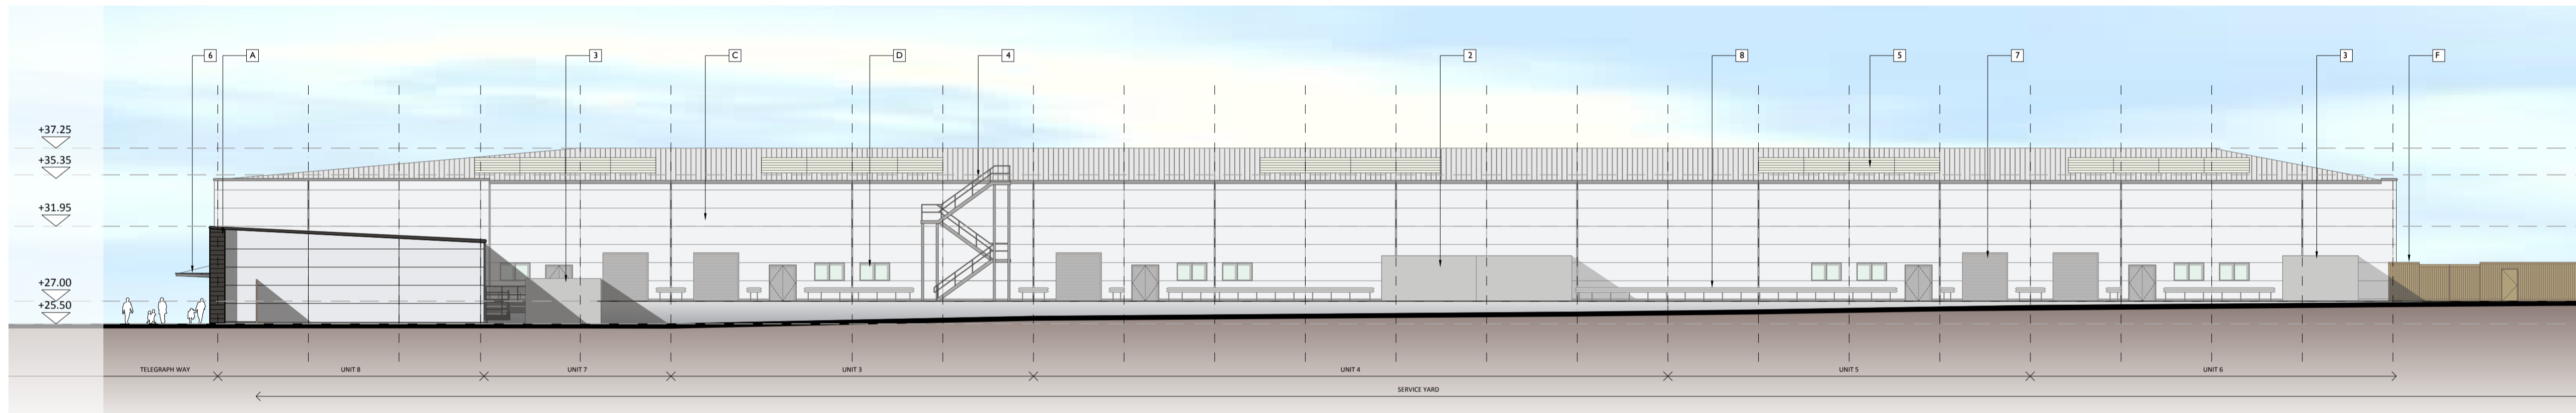 6 A 3 C D 4 2 8 5 7 3 F
+37.25
+35.35
+31.95
+27.00
+25.50
TELEGRAPH WAY UNIT 8 UNIT 7 UNIT 3 UNIT 4 UNIT 5 UNIT 6
SERVICE YARD